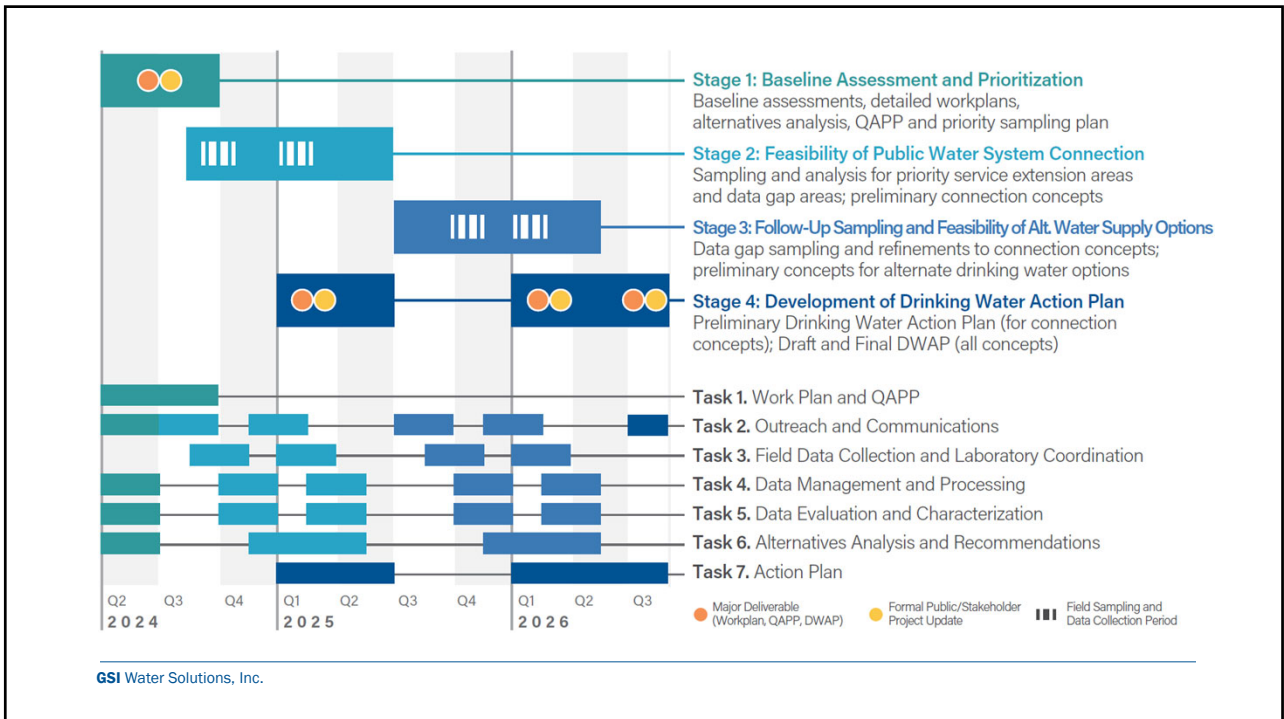 Stage 1: Baseline Assessment and Prioritization
Baseline assessments, detailed workplans,
alternatives analysis, QAPP and priority sampling plan
Stage 2: Feasibility of Public Water System Connection
Sampling and analysis for priority service extension areas
and data gap areas; preliminary connection concepts
Stage 3: Follow-Up Sampling and Feasibility of Alt. Water Supply Options
Data gap sampling and refinements to connection concepts;
preliminary concepts for alternate drinking water options
Stage 4: Development of Drinking Water Action Plan
Preliminary Drinking Water Action Plan (for connection
concepts); Draft and Final DWAP (all concepts)
Task 1. Work Plan and QAPP
Task 2. Outreach and Communications
Task 3. Field Data Collection and Laboratory Coordination
Task 4. Data Management and Processing
Task 5. Data Evaluation and Characterization
Task 6. Alternatives Analysis and Recommendations
Task 7. Action Plan
Q2 Q3 Q4 Q1 Q2 Q3 Q4 Q1 Q2 Q3
2024 2025 2026
Major Deliverable
(Workplan, QAPP, DWAP)
Formal Public/Stakeholder
Project Update
Field Sampling and
Data Collection Period
GSI Water Solutions, Inc.